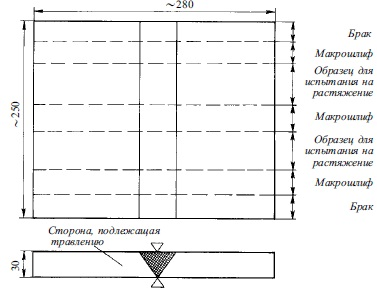 ~280
Брак
Макрошлиф
Образец для
испытания на
растяжение
~250
Макрошлиф
Образец для
испытания на
растяжение
Макрошлиф
Брак
Сторона, подлежащая
травлению
30